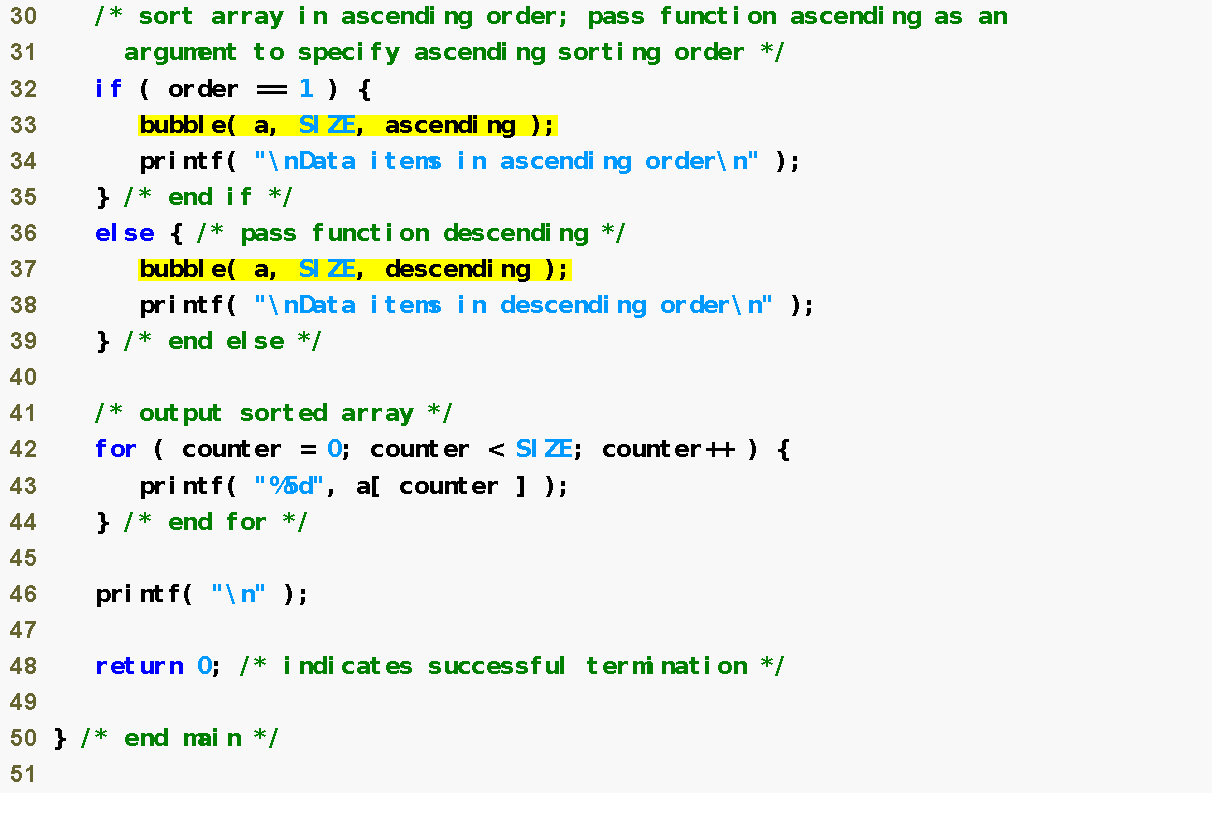 30 /* sort array in ascending order; pass function ascending as an
31 argument to specify ascending sorting order */
32 if ( order == 1 ) {
33 bubble( a, SIZE, ascending );
34 printf( "\nData items in ascending order\n" );
35 } /* end if */
36 else { /* pass function descending */
37 bubble( a, SIZE, descending );
38 printf( "\nData items in descending order\n" );
39 } /* end else */
40
41 /* output sorted array */
42 for ( counter = 0; counter < SIZE; counter++ ) {
43 printf( "%5d", a[ counter ] );
44 } /* end for */
45
46 printf( "\n" );
47
48 return 0; /* indicates successful termination */
49
50 } /* end main */
51